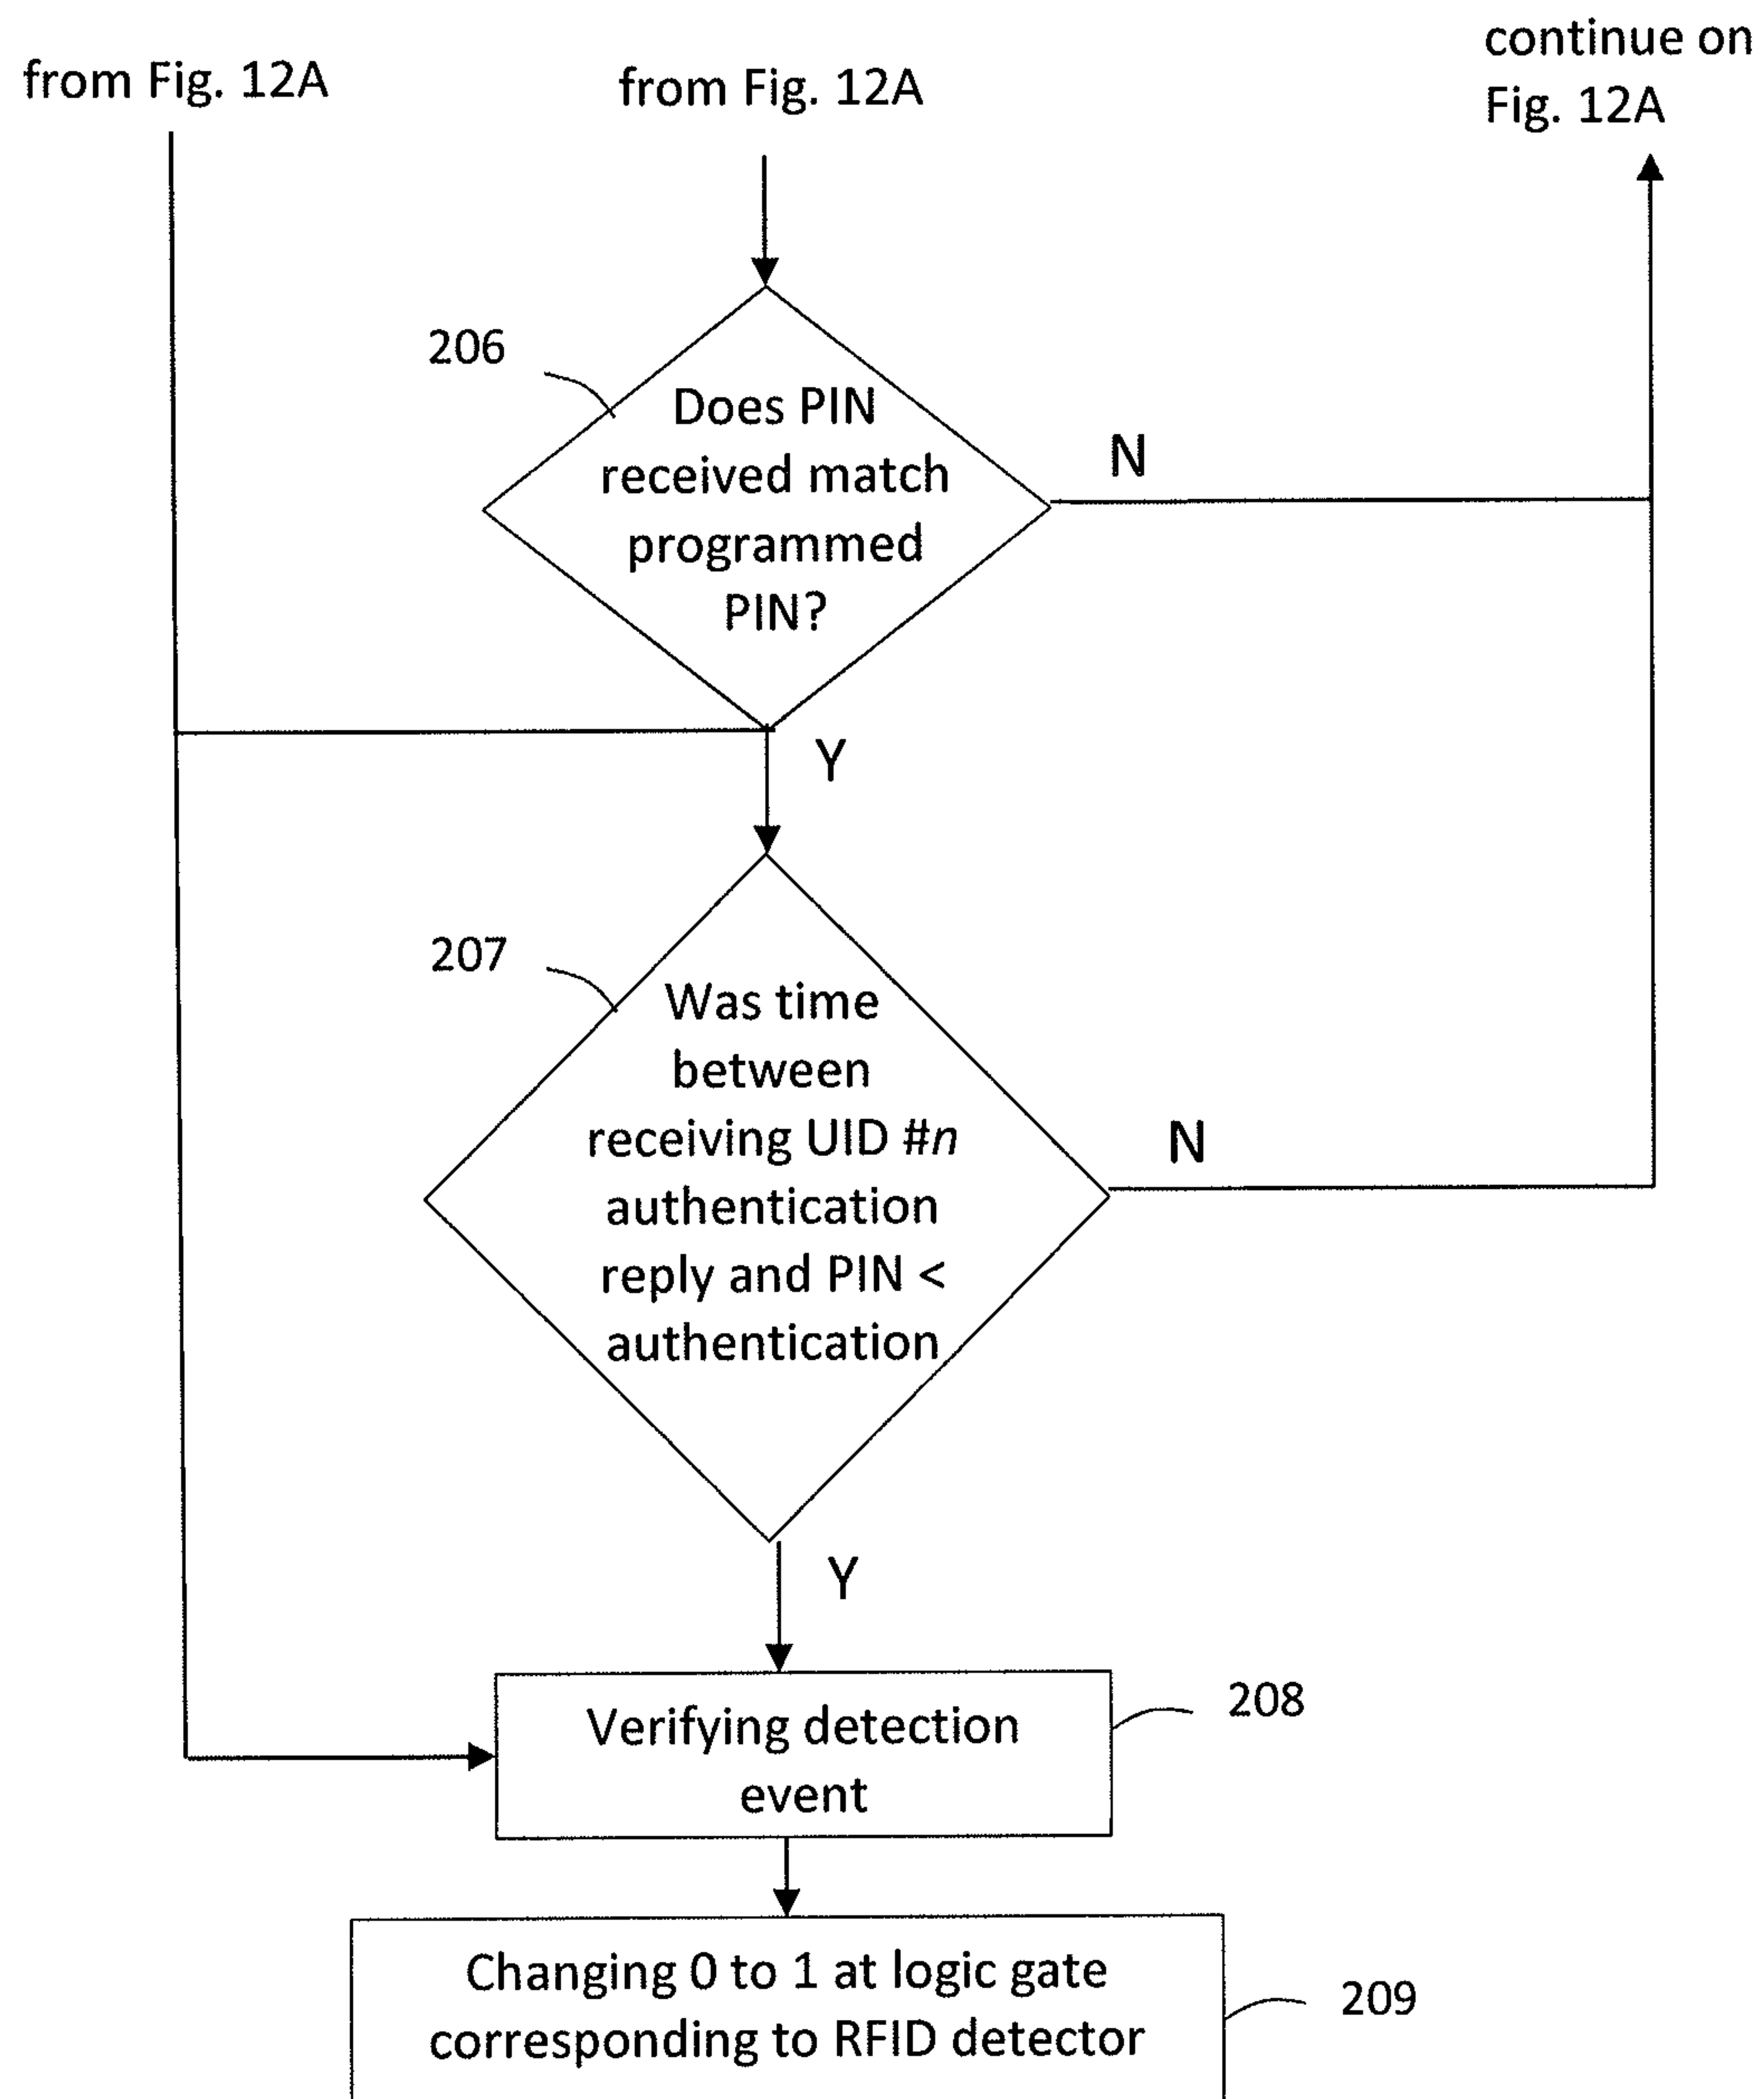 from Fig. 12A
from Fig. 12A
continue on
Fig. 12A
206
Does PIN
received match
programmed
PIN?
N
Y
207
Was time
between
receiving UID #n
authentication
reply and PIN <
authentication
N
Y
Verifying detection
event
208
Changing 0 to 1 at logic gate
corresponding to RFID detector
209